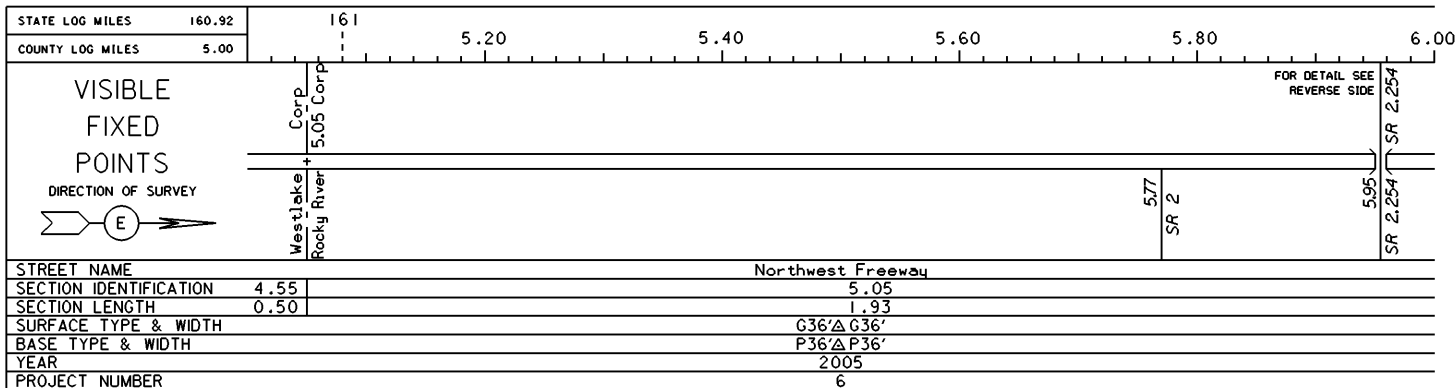 STATE LOG MILES 160.92
161
COUNTY LOG MILES 5.00
5.20 5.40 5.60 5.80 6.00
VISIBLE
FIXED
POINTS
DIRECTION OF SURVEY
E
Westlake Corp
Rocky River 5.05 Corp
5.77
SR 2
FOR DETAIL SEE
REVERSE SIDE
5.95
SR 2.254
SR 2.254
STREET NAME Northwest Freeway
SECTION IDENTIFICATION 4.55 5.05
SECTION LENGTH 0.50 1.93
SURFACE TYPE & WIDTH G36'△G36'
BASE TYPE & WIDTH P36'△P36'
YEAR 2005
PROJECT NUMBER 6